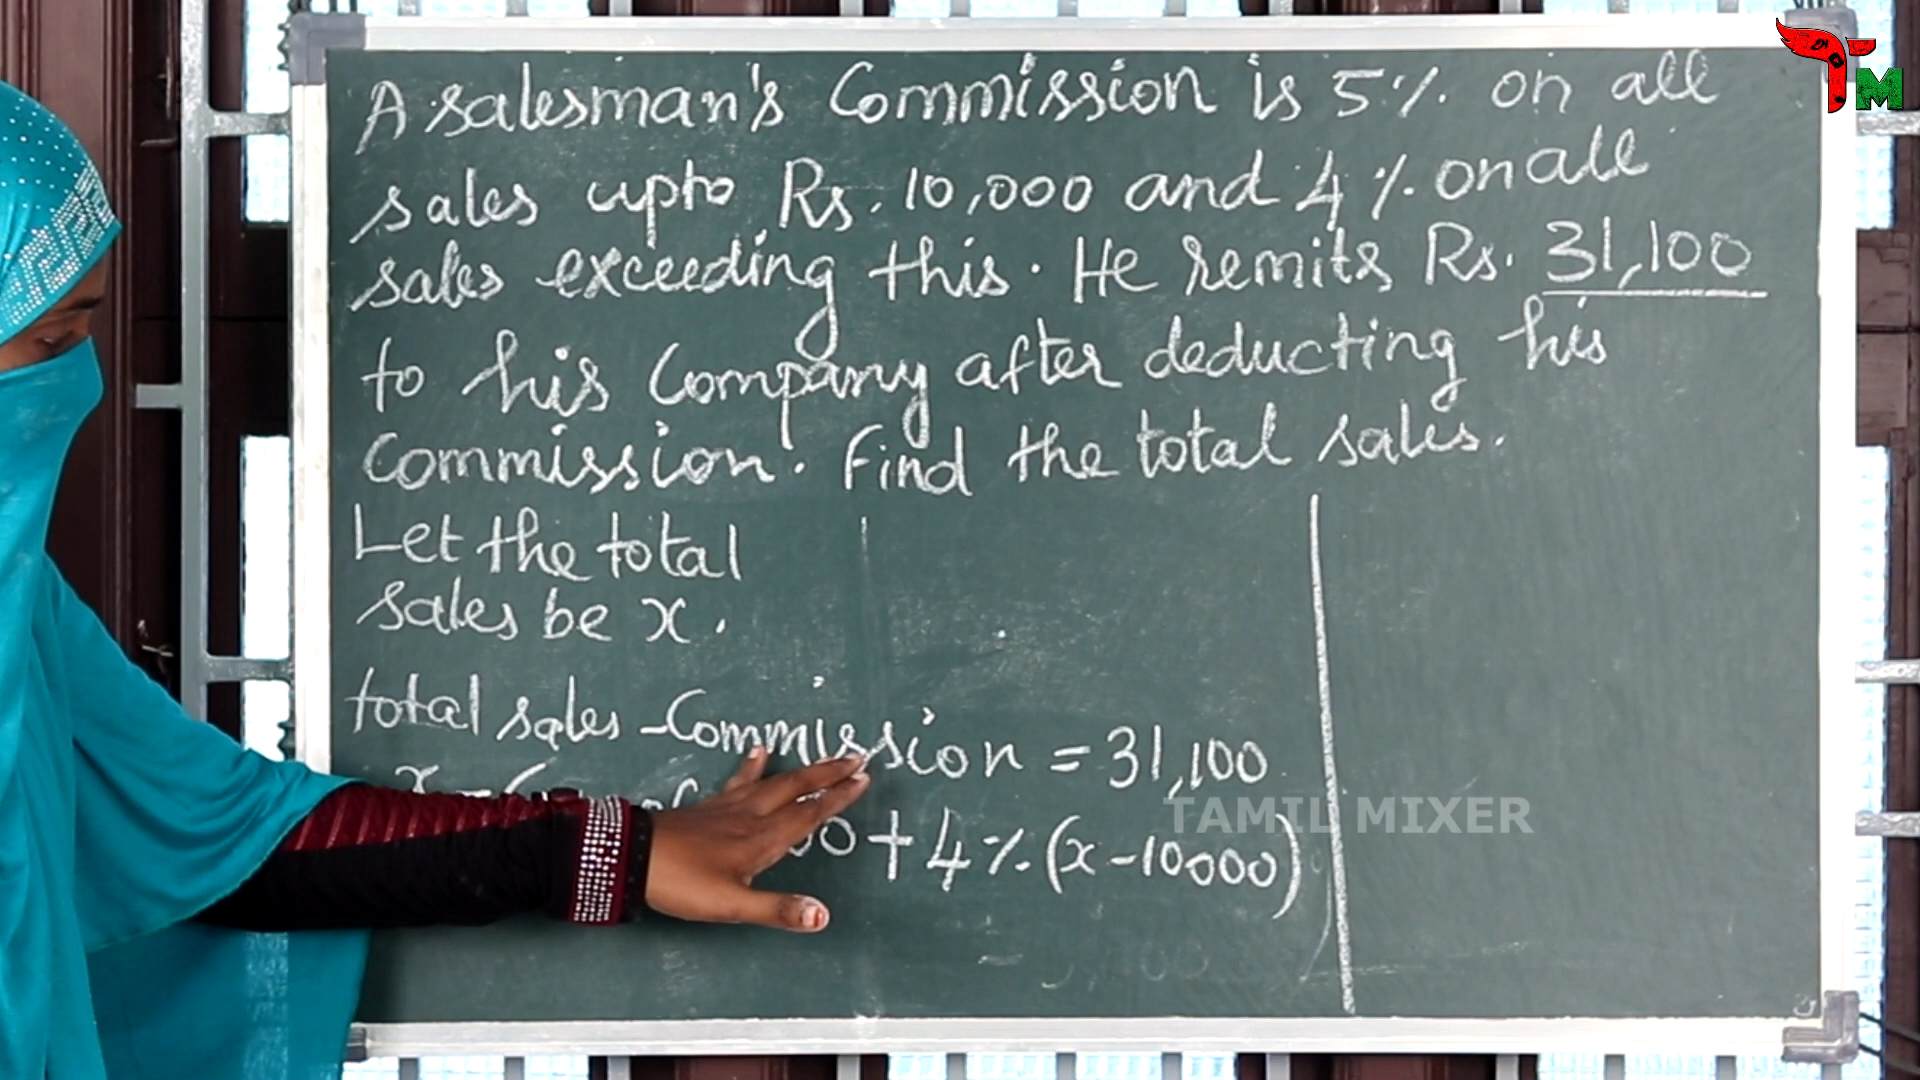 A salesman's Commission is 5% on all
sales upto Rs. 10,000 and 4% on all
sales exceeding this. He remits Rs. 31,100
to his Company after deducting his
Commission. Find the total sales.
Let the total
sales be x.
total sales - Commission = 31,100
x - (
+ 4% (x - 10000)
TAMIL MIXER
TM